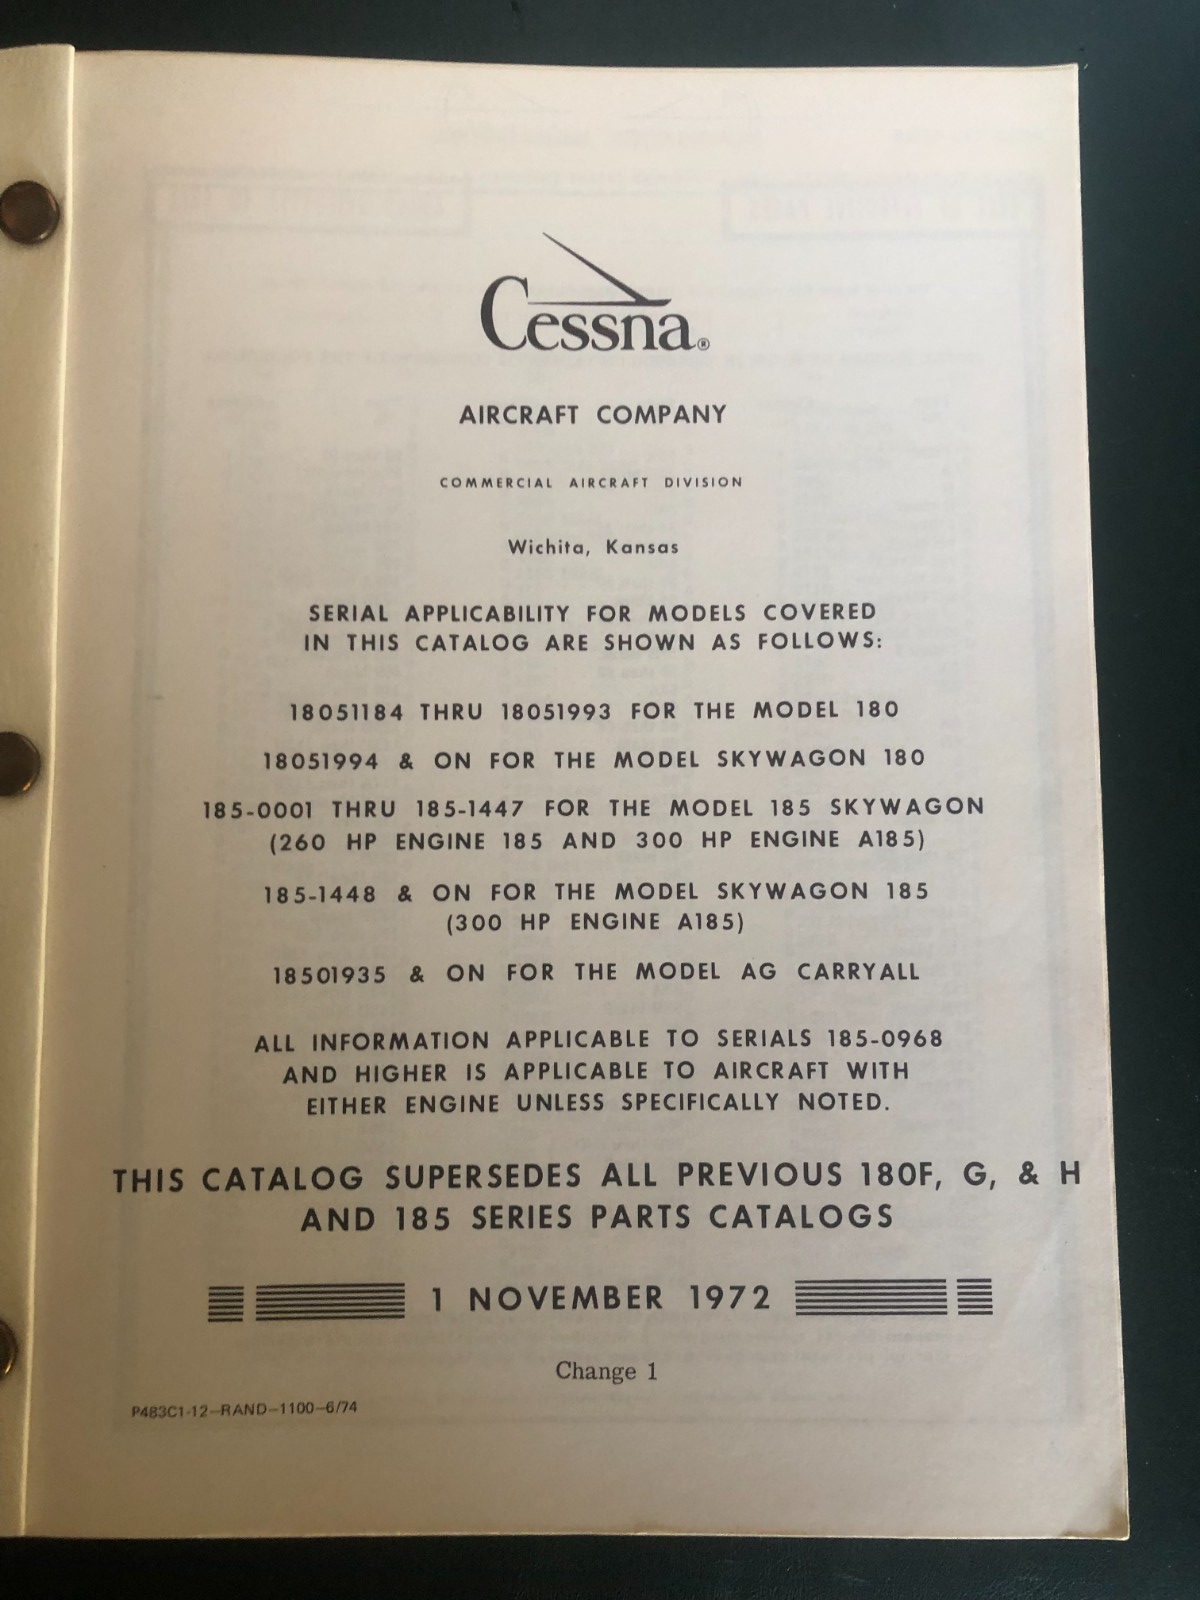 Cessna®
AIRCRAFT COMPANY
COMMERCIAL AIRCRAFT DIVISION
Wichita, Kansas
SERIAL APPLICABILITY FOR MODELS COVERED
IN THIS CATALOG ARE SHOWN AS FOLLOWS:
18051184 THRU 18051993 FOR THE MODEL 180
18051994 & ON FOR THE MODEL SKYWAGON 180
185-0001 THRU 185-1447 FOR THE MODEL 185 SKYWAGON
(260 HP ENGINE 185 AND 300 HP ENGINE A185)
185-1448 & ON FOR THE MODEL SKYWAGON 185
(300 HP ENGINE A185)
18501935 & ON FOR THE MODEL AG CARRYALL
ALL INFORMATION APPLICABLE TO SERIALS 185-0968
AND HIGHER IS APPLICABLE TO AIRCRAFT WITH
EITHER ENGINE UNLESS SPECIFICALLY NOTED.
THIS CATALOG SUPERSEDES ALL PREVIOUS 180F, G, & H
AND 185 SERIES PARTS CATALOGS
1 NOVEMBER 1972
Change 1
P483C1-12-RAND-1100-6/74